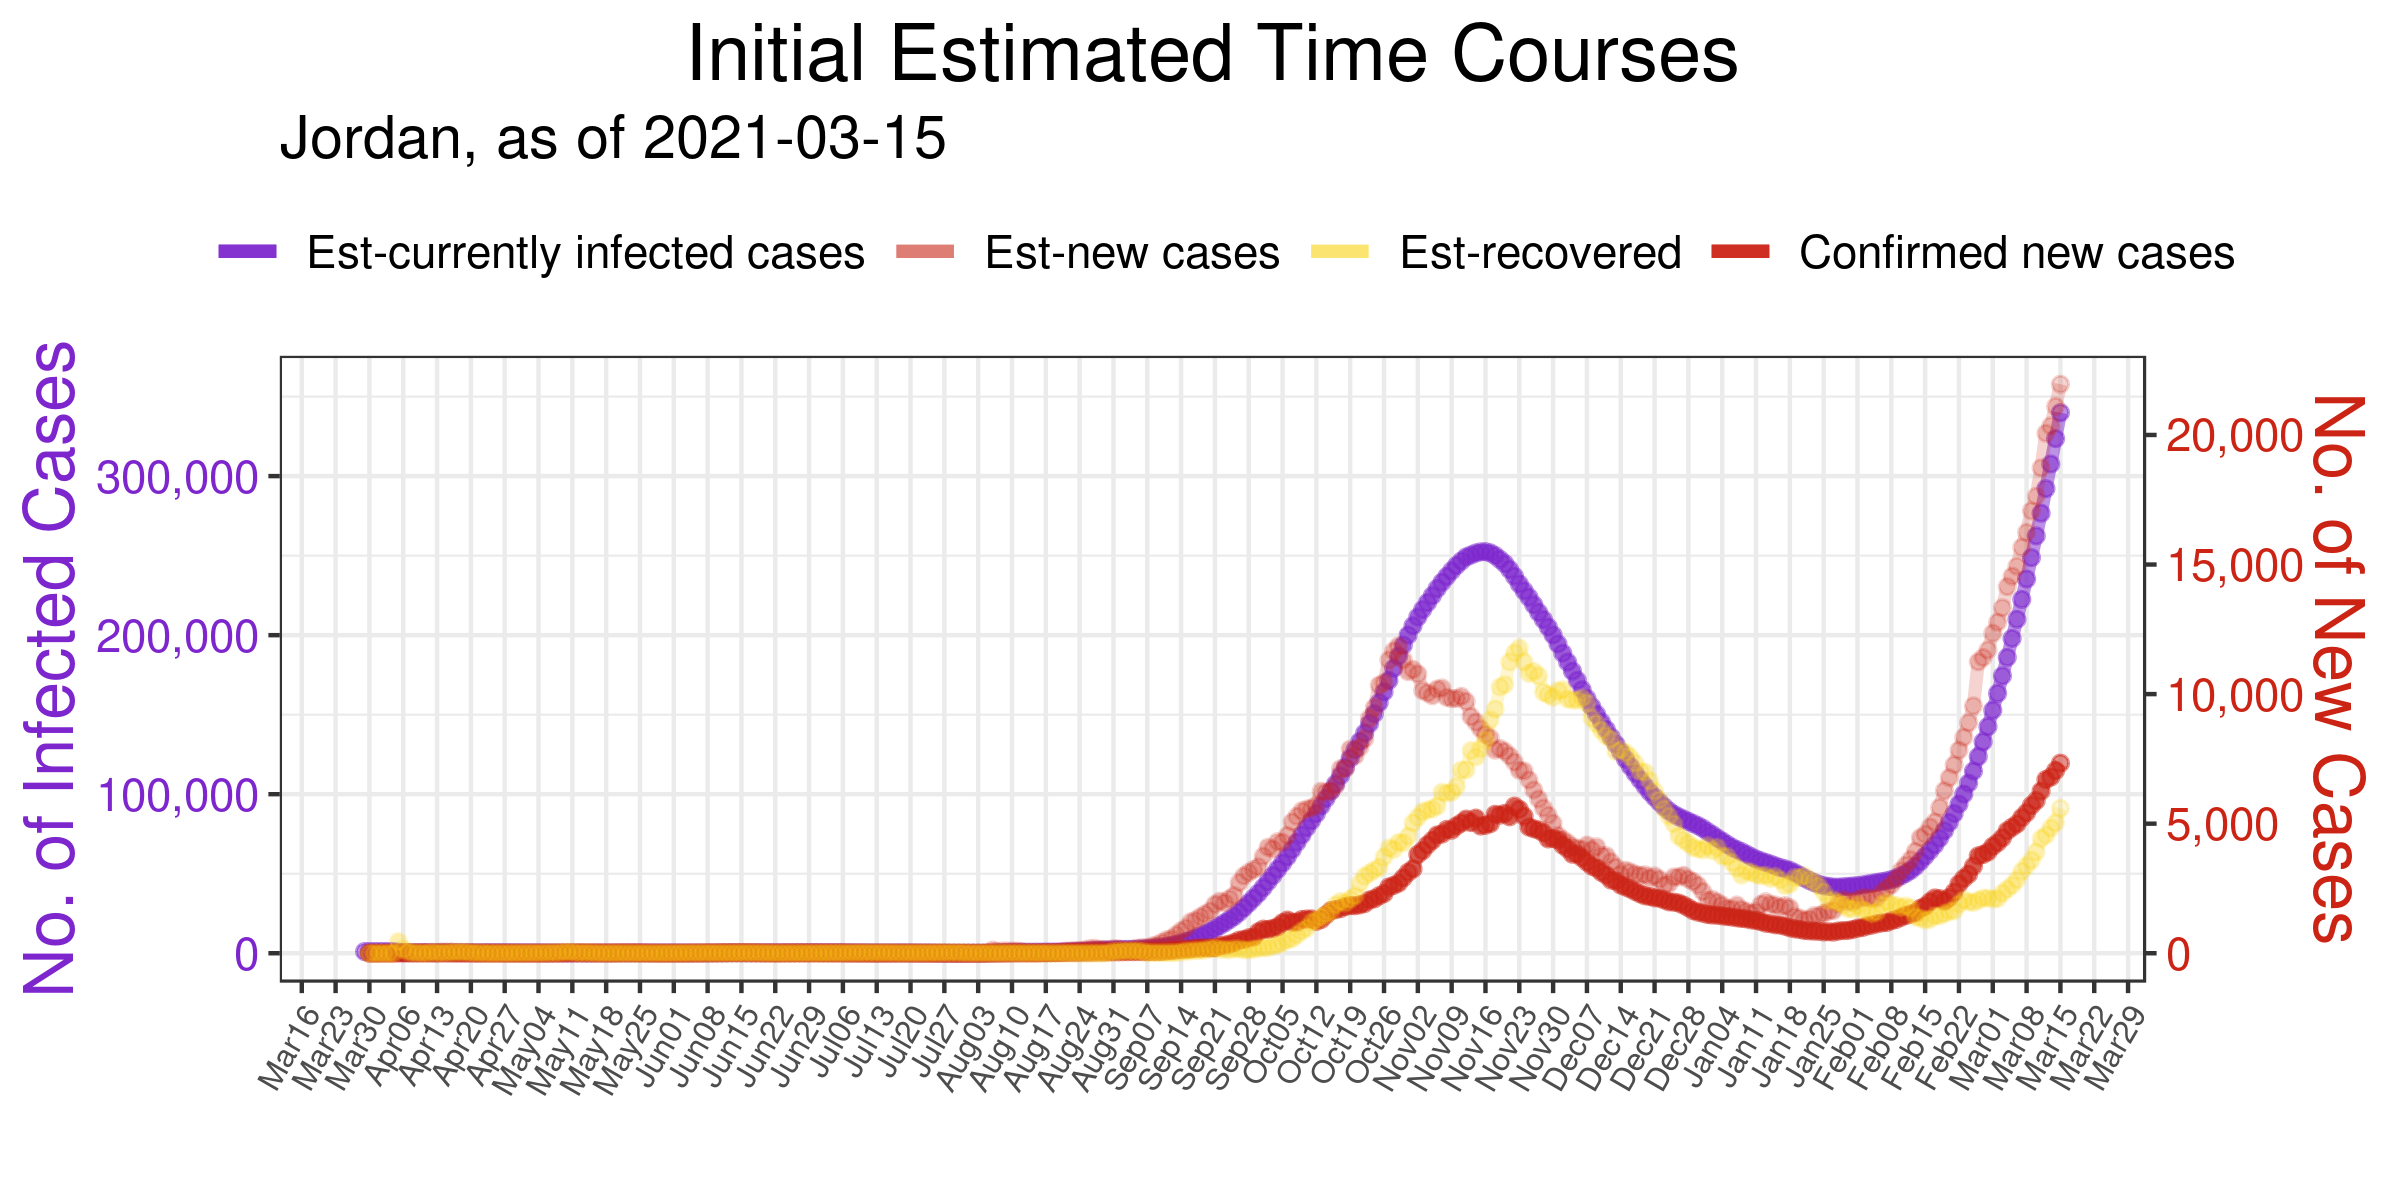 Initial Estimated Time Courses
Jordan, as of 2021-03-15
Est-currently infected cases Est-new cases Est-recovered Confirmed new cases
No. of Infected Cases
300,000
200,000
100,000
0
20,000
15,000
10,000
5,000
0
No. of New Cases
Mar16 Mar23 Mar30 Apr06 Apr13 Apr20 Apr27 May04 May11 May18 May25 Jun01 Jun08 Jun15 Jun22 Jun29 Jul06 Jul13 Jul20 Jul27 Aug03 Aug10 Aug17 Aug24 Aug31 Sep07 Sep14 Sep21 Sep28 Oct05 Oct12 Oct19 Oct26 Nov02 Nov09 Nov16 Nov23 Nov30 Dec07 Dec14 Dec21 Dec28 Jan04 Jan11 Jan18 Jan25 Feb01 Feb08 Feb15 Feb22 Mar01 Mar08 Mar15 Mar22 Mar29